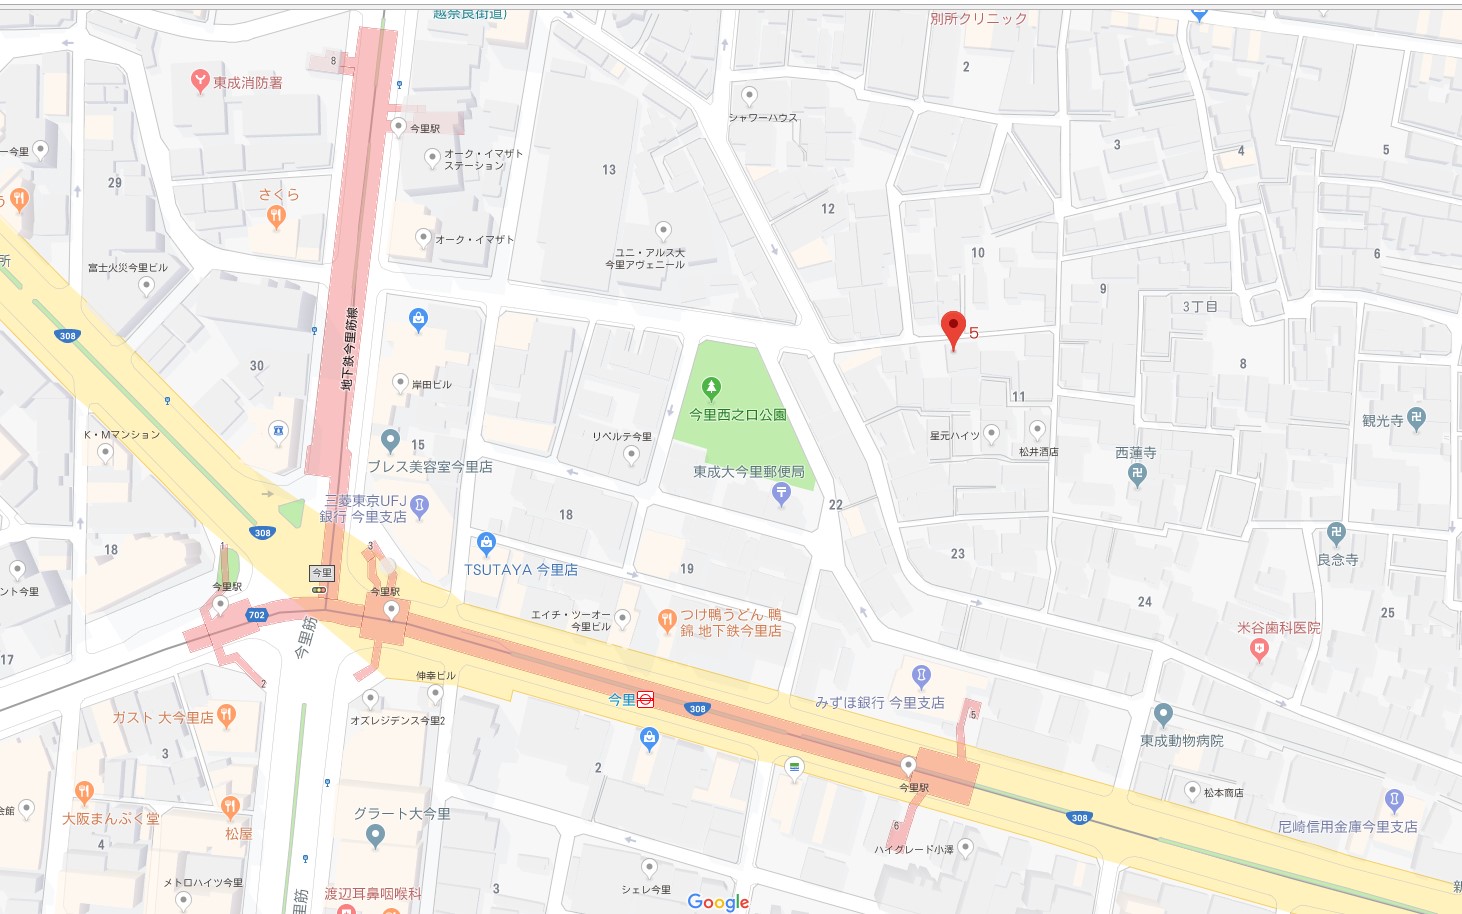 越奈良街道)
別所クリニック
2
8
東成消防署
シャワーハウス
今里駅
3
4
5
ー今里
オーク・イマザト
ステーション
13
29
さくら
12
オーク・イマザト
ユニ・アルス大
今里アヴェニール
10
6
所
富士火災今里ビル
9
3丁目
308
地下鉄今里筋線
5
30
8
岸田ビル
11
今里西之口公園
観光寺
K・Mマンション
リベルテ今里
星元ハイツ
松井酒店
15
西蓮寺
ブレス美容室今里店
東成大今里郵便局
三菱東京UFJ
銀行 今里支店
22
18
308
18
1
3
23
良念寺
TSUTAYA 今里店
19
今里
ント今里
今里駅
今里駅
24
25
702
エイチ・ツーオー
今里ビル
つけ鴨うどん 鴨
錦 地下鉄今里店
米谷歯科医院
今里筋
17
2
伸幸ビル
今里
308
みずほ銀行 今里支店
ガスト 大今里店
オズレジデンス今里2
5
東成動物病院
3
2
今里駅
松本商店
会館
大阪まんぷく堂
松屋
グラート大今里
308
尼崎信用金庫今里支店
6
4
ハイグレード小澤
メトロハイツ今里
3
シェレ今里
渡辺耳鼻咽喉科
里筋
Google
新